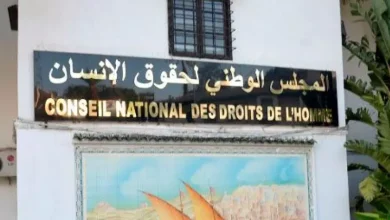 المجلس الوطني لحقوق الإنسان
CONSEIL NATIONAL DES DROITS DE L'HOMME